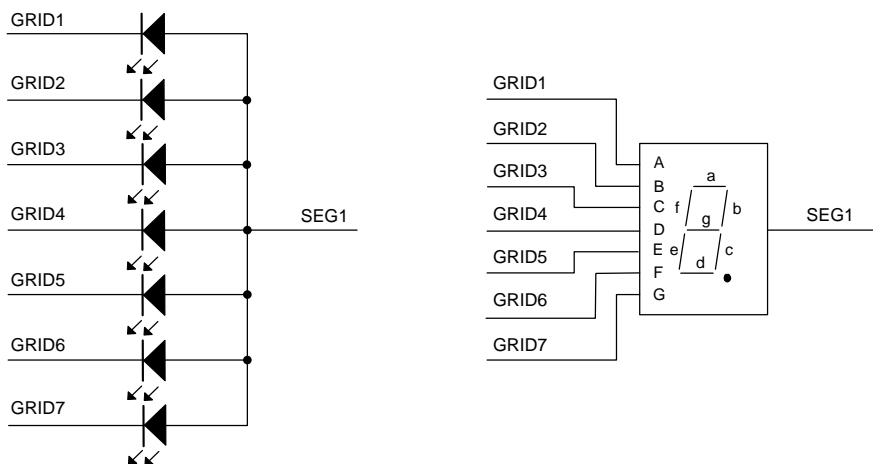 GRID1
GRID2
GRID3
GRID4
GRID5
GRID6
GRID7
SEG1
GRID1
GRID2
GRID3
GRID4
GRID5
GRID6
GRID7
A
B
C
D
E
F
G
a
f b
g
e c
d
SEG1